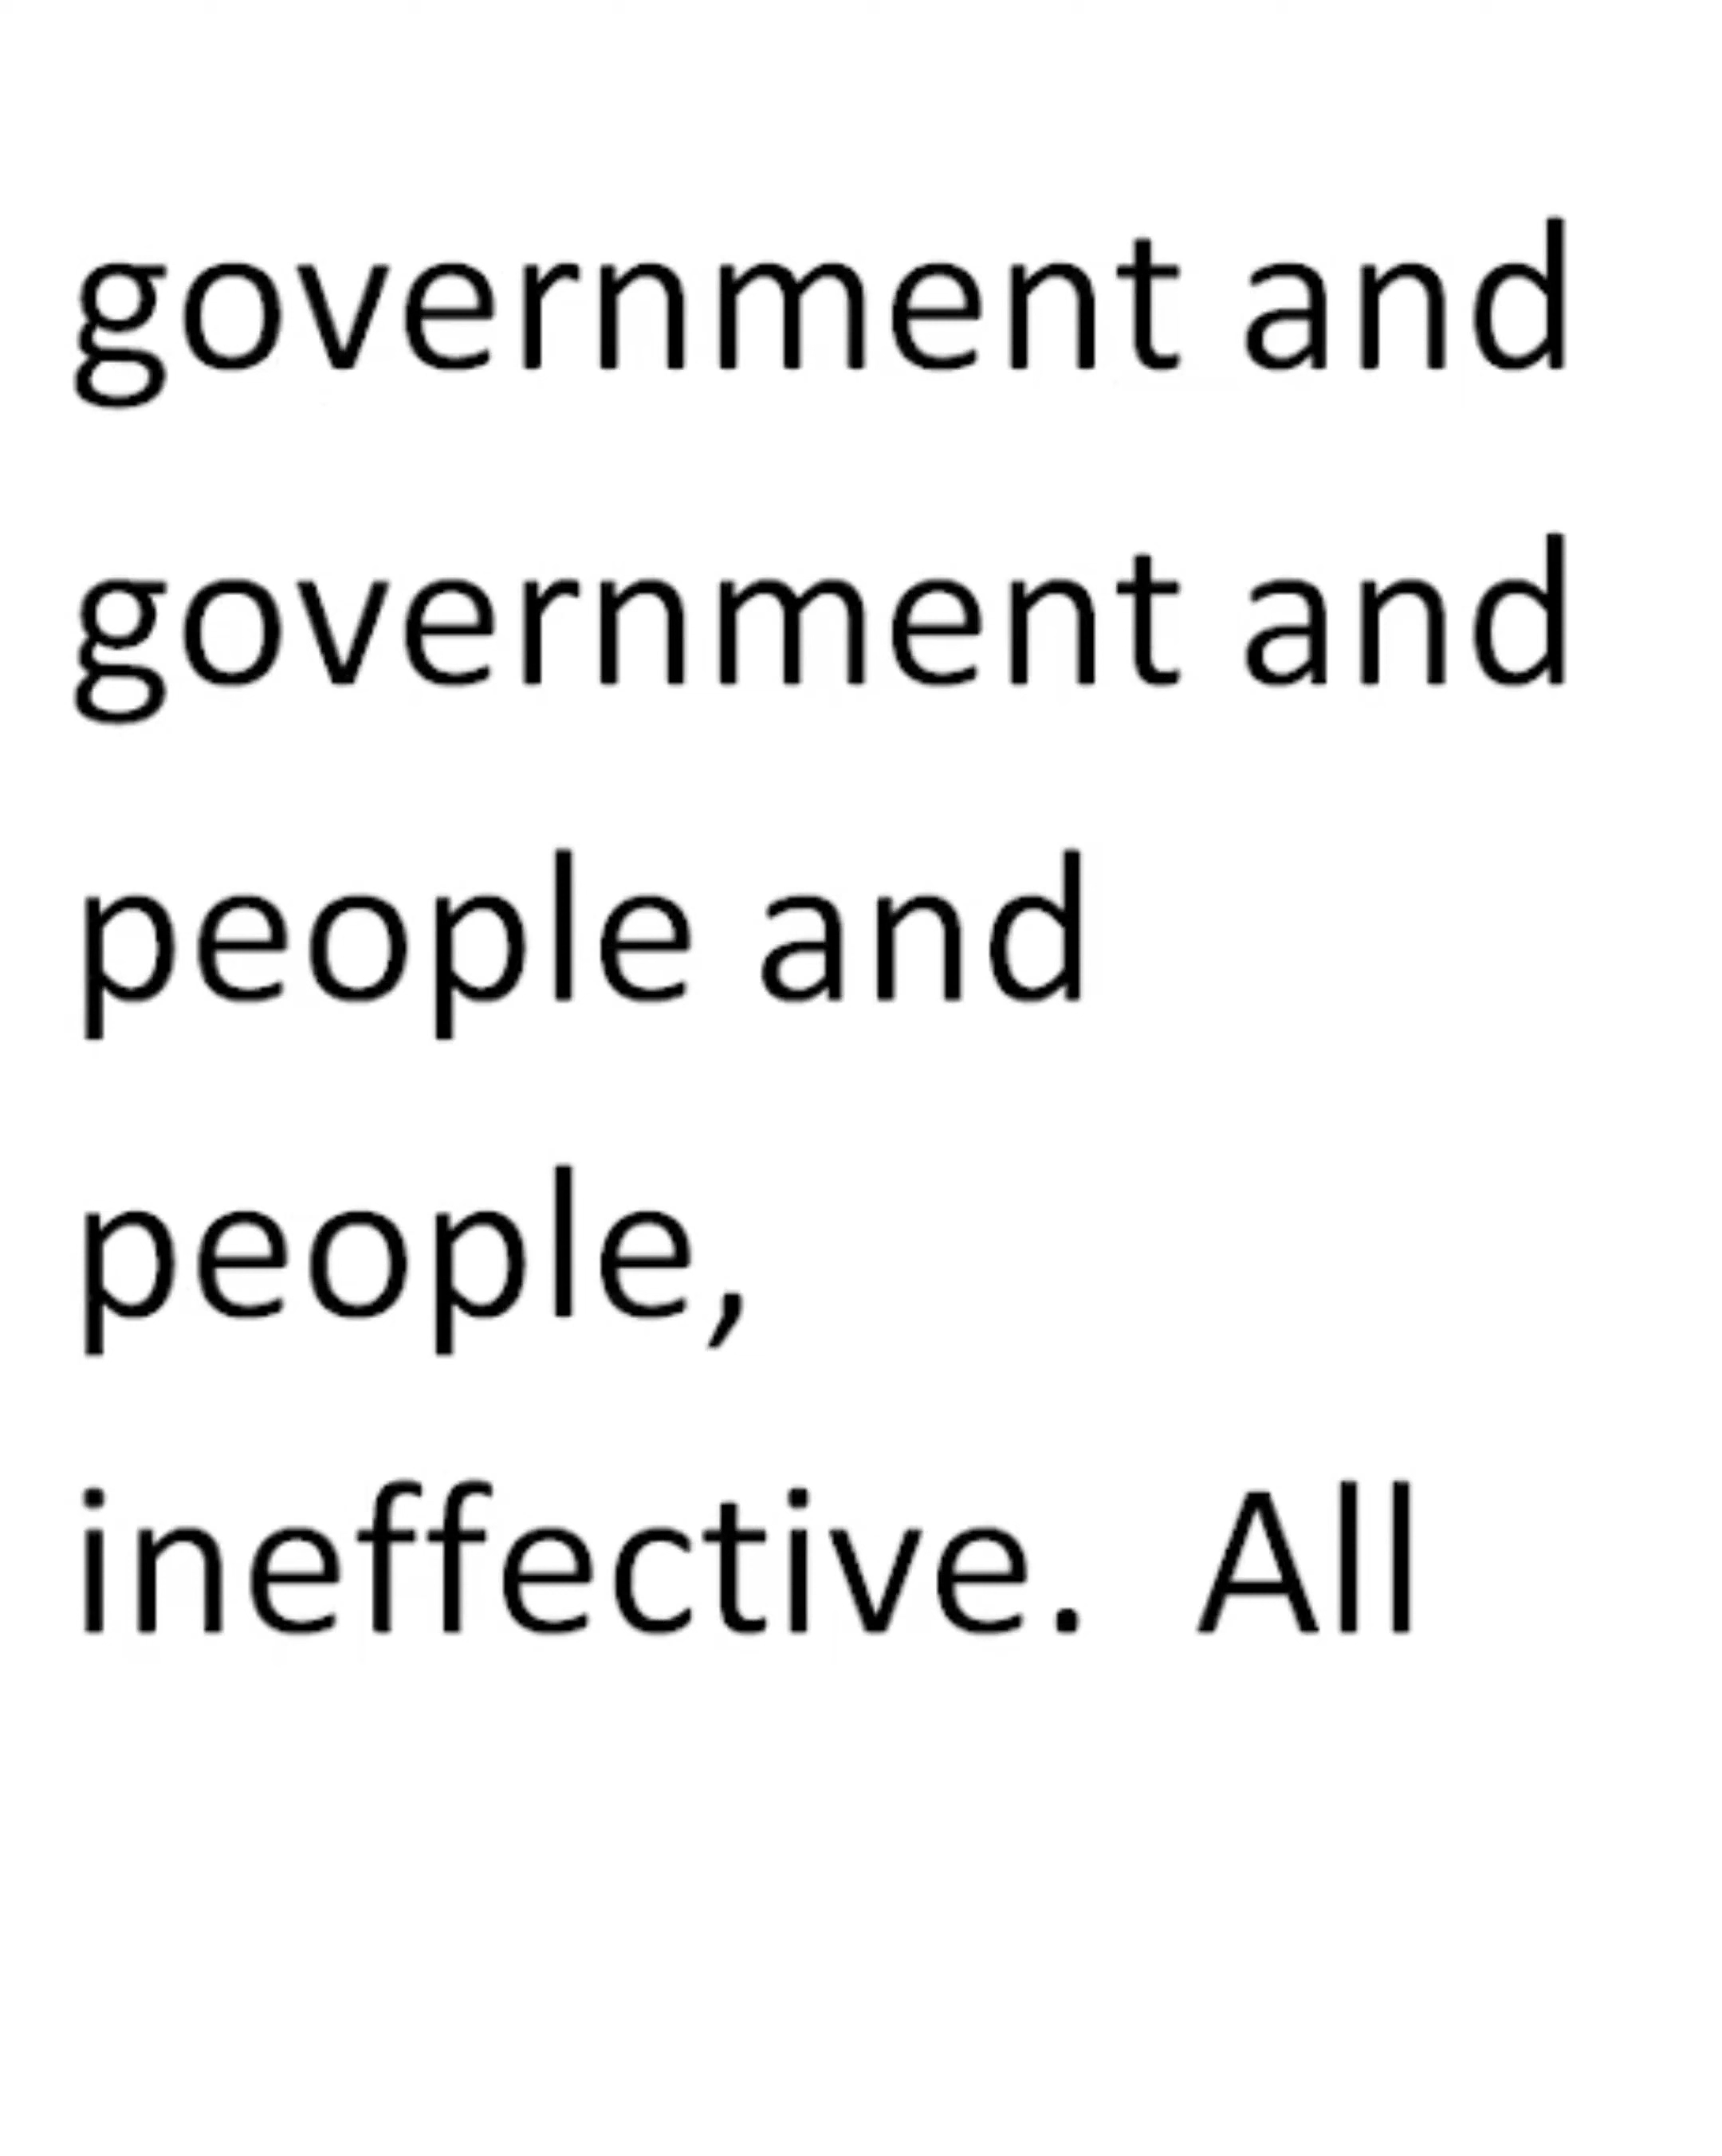 government and
government and
people and
people,
ineffective.  All